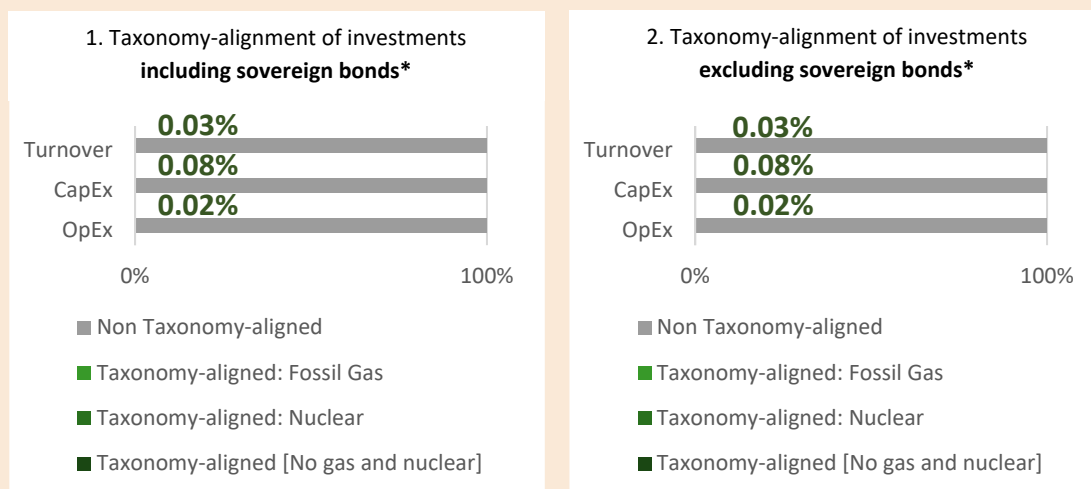 1. Taxonomy-alignment of investments
including sovereign bonds*
0.03%
Turnover
0.08%
CapEx
0.02%
OpEx
0%
100%
Non Taxonomy-aligned
Taxonomy-aligned: Fossil Gas
Taxonomy-aligned: Nuclear
Taxonomy-aligned [No gas and nuclear]
2. Taxonomy-alignment of investments
excluding sovereign bonds*
0.03%
Turnover
0.08%
CapEx
0.02%
OpEx
0%
100%
Non Taxonomy-aligned
Taxonomy-aligned: Fossil Gas
Taxonomy-aligned: Nuclear
Taxonomy-aligned [No gas and nuclear]